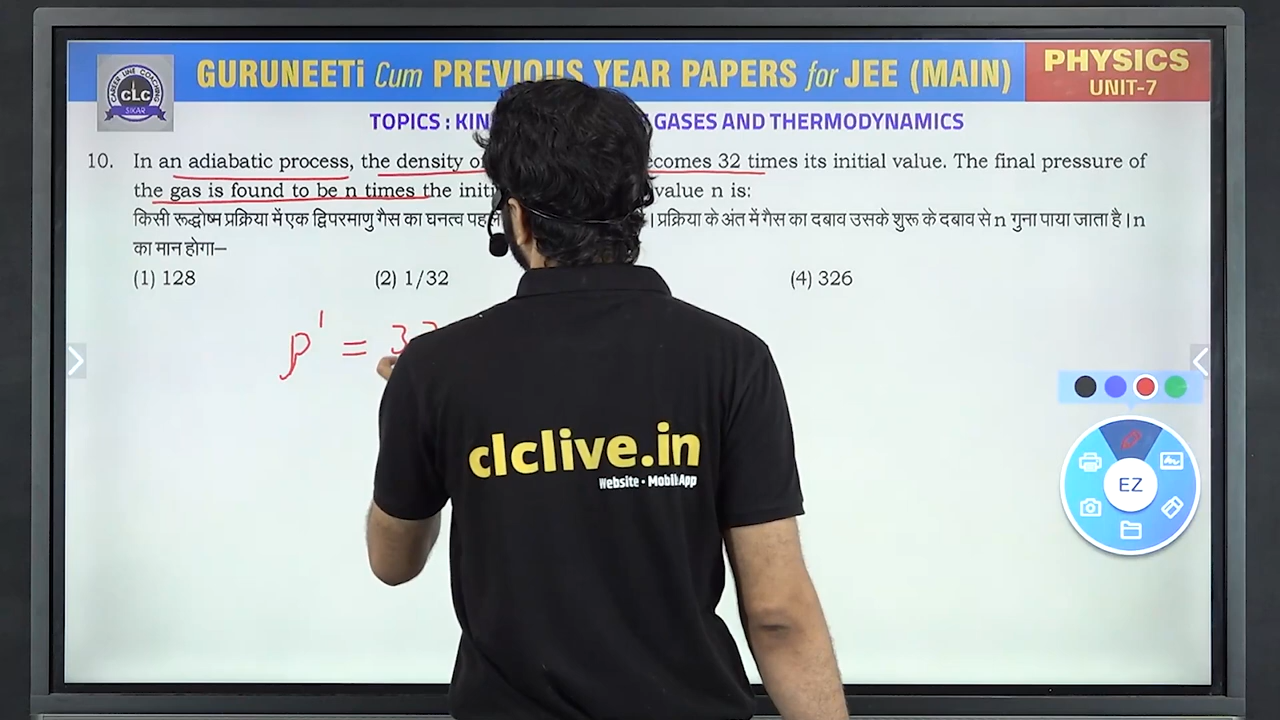 GURUNEETi Cum PREVIOUS YEAR PAPERS for JEE (MAIN)
PHYSICS
UNIT-7
CLC
SIKAR
TOPICS : KIN GASES AND THERMODYNAMICS
10. In an adiabatic process, the density o ecomes 32 times its initial value. The final pressure of
the gas is found to be n times the initi value n is:
किसी रूद्धोष्म प्रक्रिया में एक द्विपरमाणु गैस का घनत्व पहल । प्रक्रिया के अंत में गैस का दबाव उसके शुरू के दबाव से n गुना पाया जाता है। n
का मान होगा–
(1) 128 (2) 1/32 (4) 326
ρ' = 32
clclive.in
Website • Mobile App
EZ